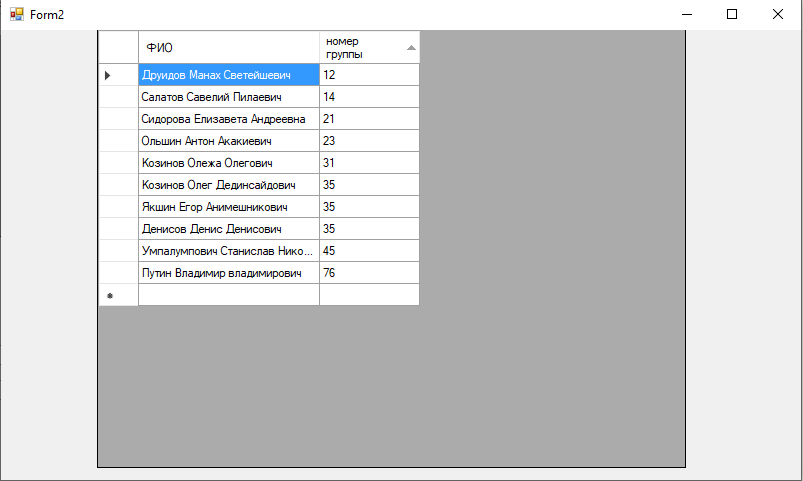 Form2
ФИО номер группы
Друидов Манах Светейшевич 12
Салатов Савелий Пилаевич 14
Сидорова Елизавета Андреевна 21
Ольшин Антон Акакиевич 23
Козинов Олежа Олегович 31
Козинов Олег Дединсайдович 35
Якшин Егор Анимешникович 35
Денисов Денис Денисович 35
Умпалумпович Станислав Нико... 45
Путин Владимир владимирович 76